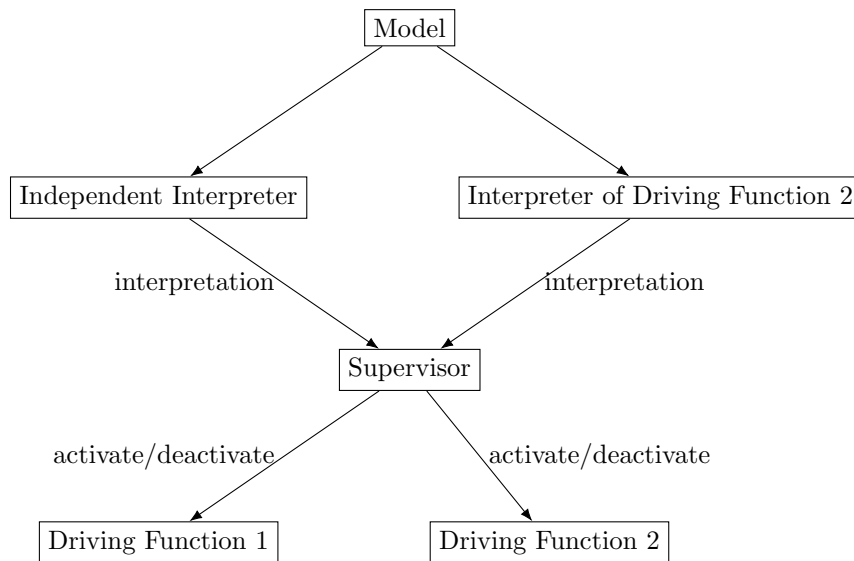 Model
Independent Interpreter
Interpreter of Driving Function 2
interpretation
interpretation
Supervisor
activate/deactivate
activate/deactivate
Driving Function 1
Driving Function 2